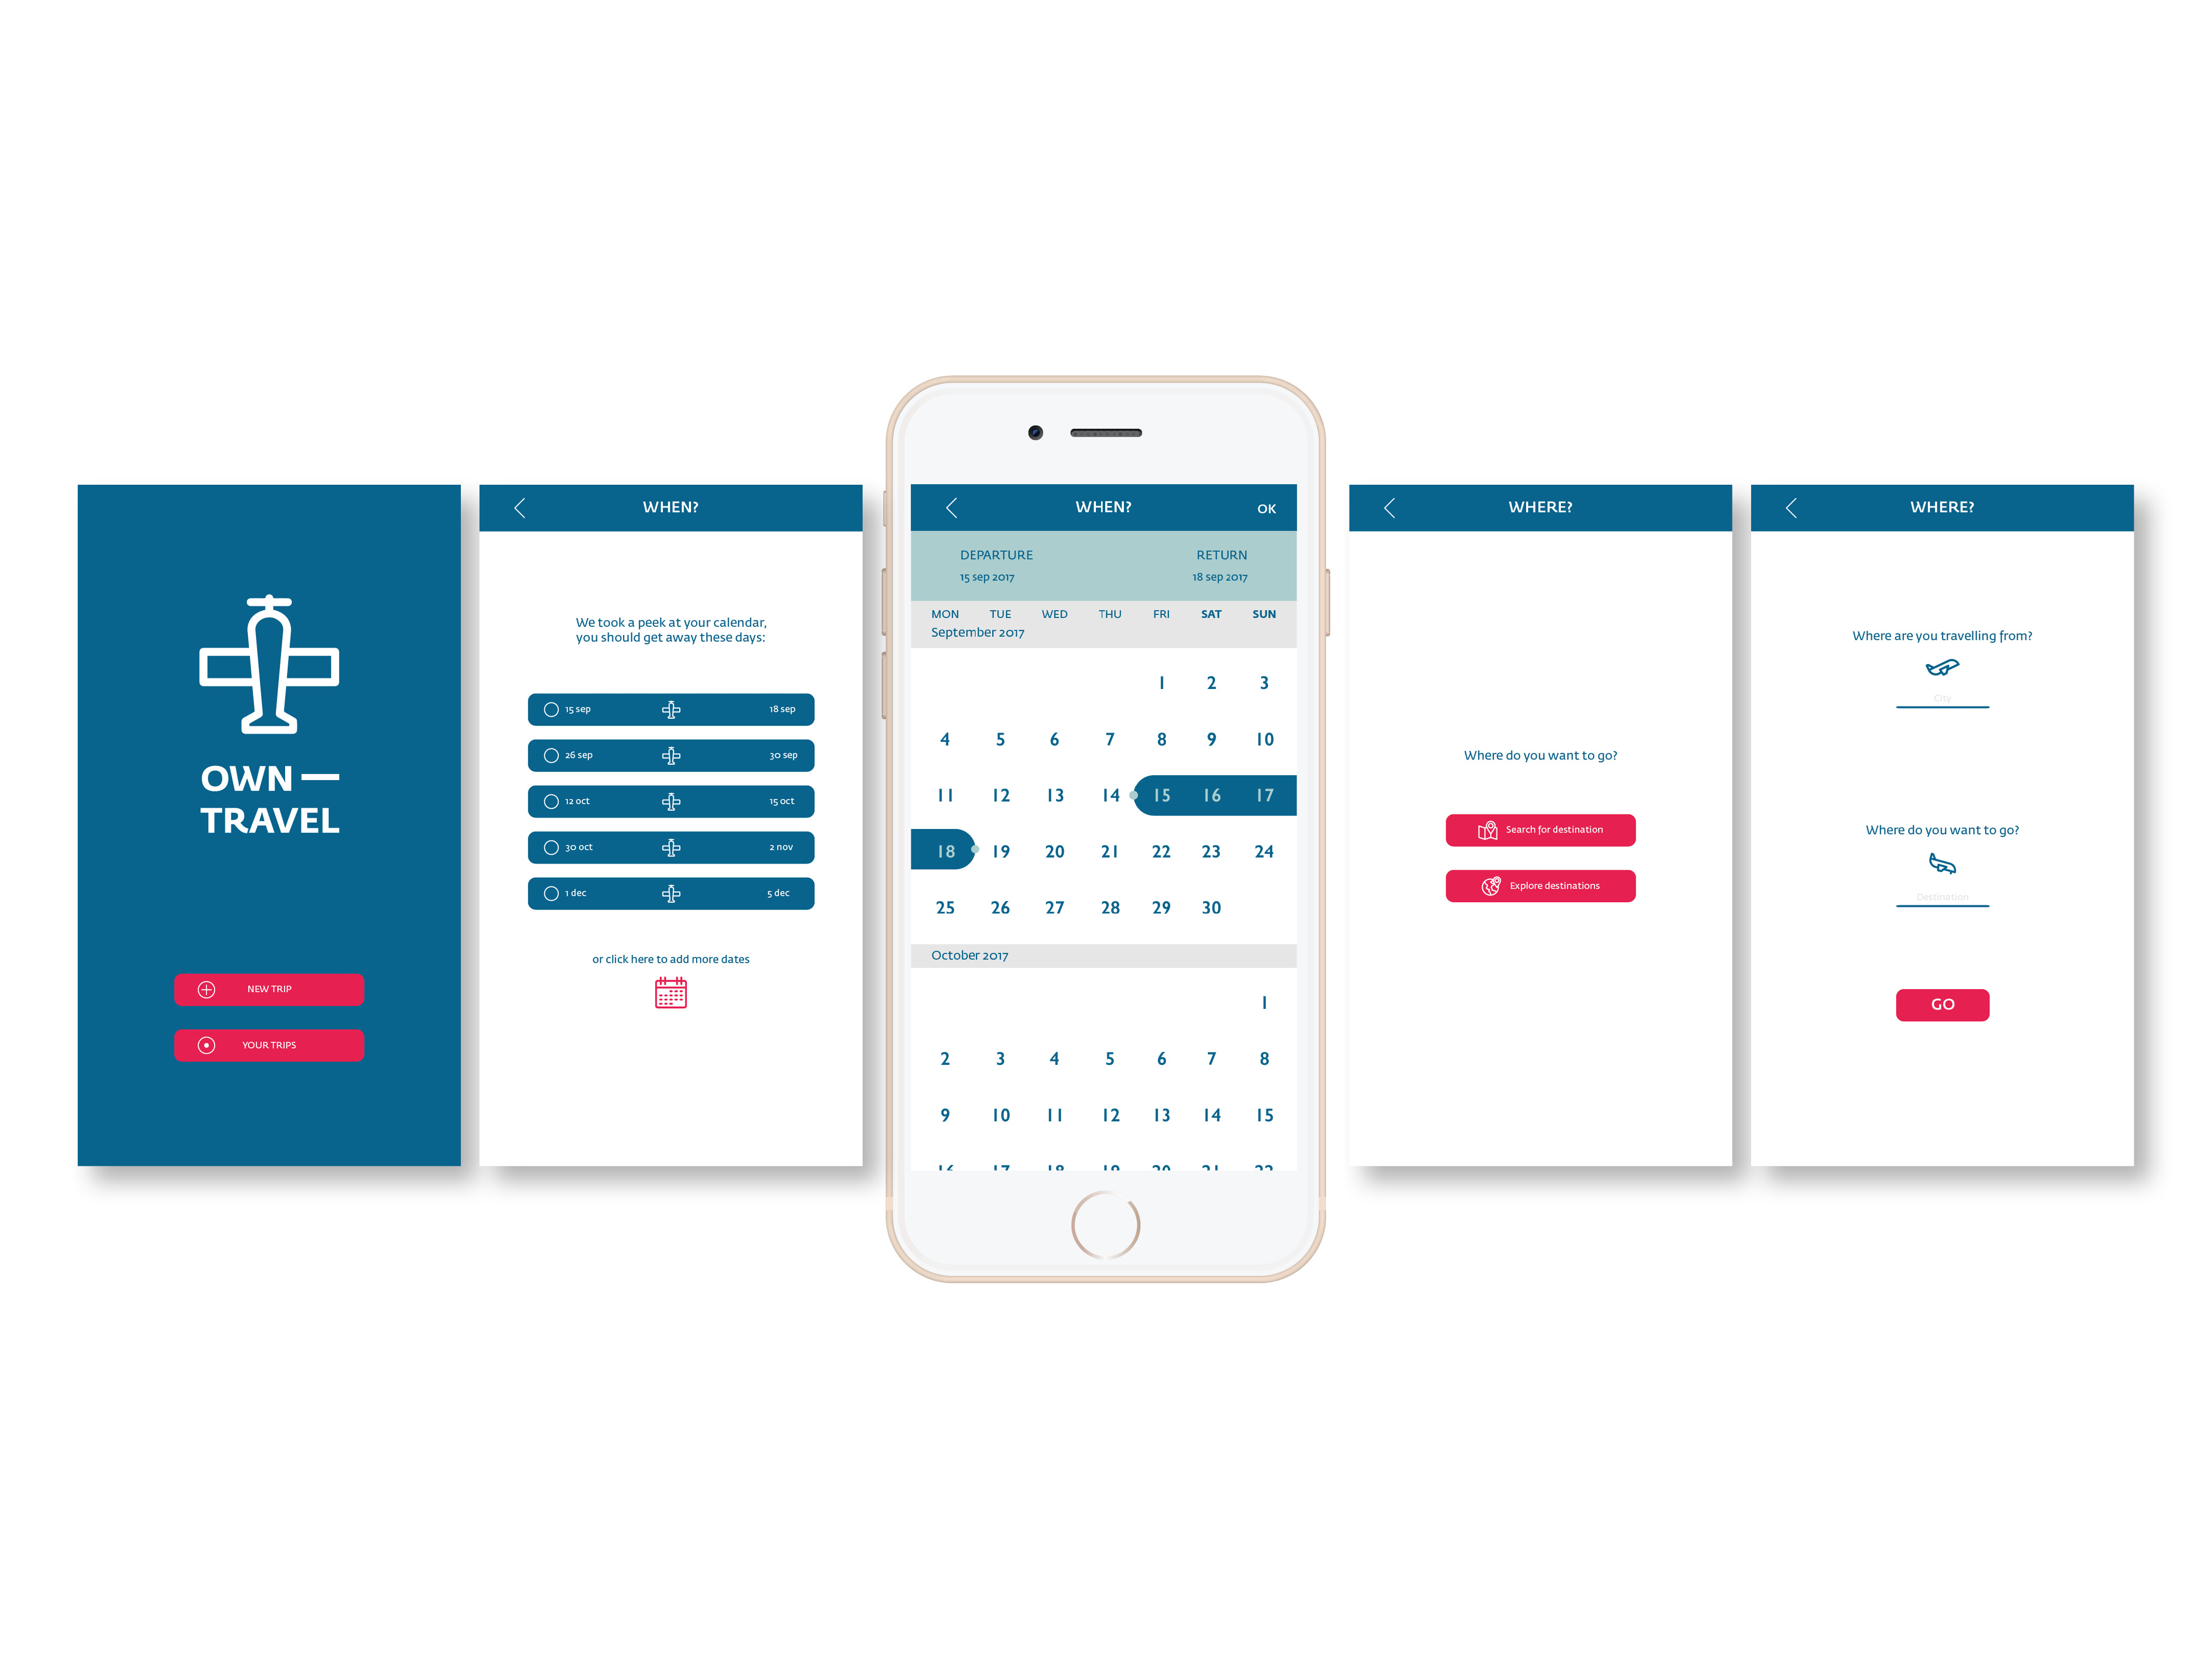 OWN —
TRAVEL
NEW TRIP
YOUR TRIPS
WHEN?
We took a peek at your calendar,
you should get away these days:
15 sep 18 sep
26 sep 30 sep
12 oct 15 oct
30 oct 2 nov
1 dec 5 dec
or click here to add more dates
WHEN? OK
DEPARTURE RETURN
15 sep 2017 18 sep 2017
MON TUE WED THU FRI SAT SUN
September 2017
1 2 3
4 5 6 7 8 9 10
11 12 13 14 15 16 17
18 19 20 21 22 23 24
25 26 27 28 29 30
October 2017
1
2 3 4 5 6 7 8
9 10 11 12 13 14 15
16 17 18 19 20 21 22
WHERE?
Where do you want to go?
Search for destination
Explore destinations
WHERE?
Where are you travelling from?
City
Where do you want to go?
Destination
GO